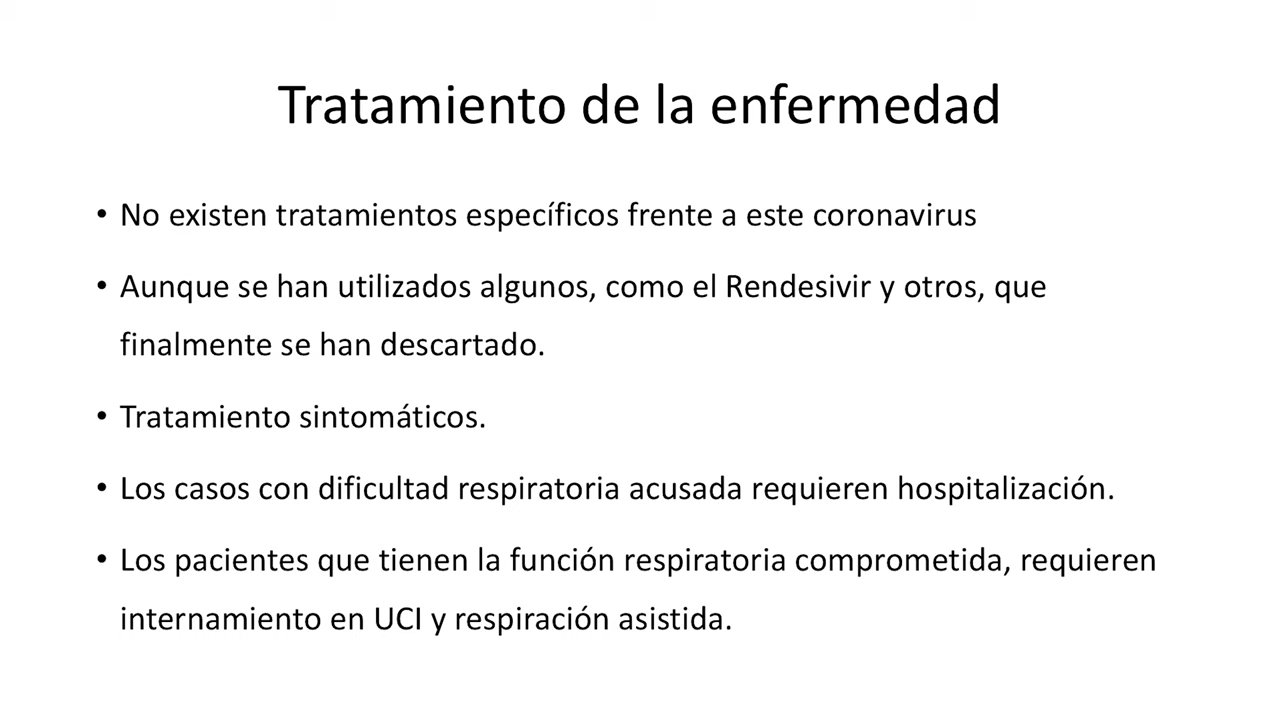 Tratamiento de la enfermedad
• No existen tratamientos específicos frente a este coronavirus
• Aunque se han utilizados algunos, como el Rendesivir y otros, que
finalmente se han descartado.
• Tratamiento sintomáticos.
• Los casos con dificultad respiratoria acusada requieren hospitalización.
• Los pacientes que tienen la función respiratoria comprometida, requieren
internamiento en UCI y respiración asistida.